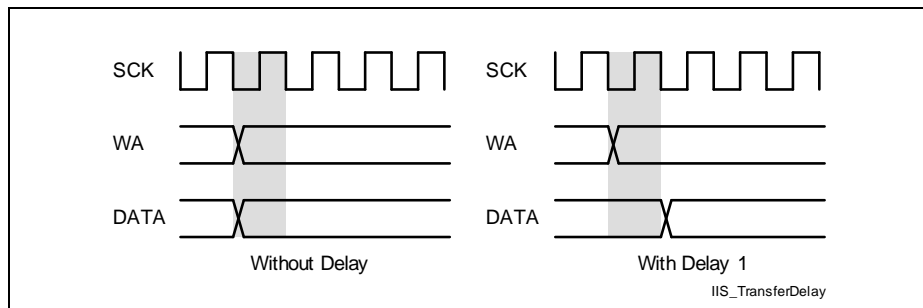 SCK
WA
DATA
Without Delay
SCK
WA
DATA
With Delay 1
IIS_TransferDelay